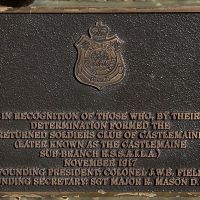 IN RECOGNITION OF THOSE WHO, BY THEIR
DETERMINATION FORMED THE
RETURNED SOLDIERS CLUB OF CASTLEMAINE
(LATER KNOWN AS THE CASTLEMAINE
SUB-BRANCH R.S.S.A.I.L.A.)
NOVEMBER 1917
FOUNDING PRESIDENT: COLONEL J.W.B. FIELD
FOUNDING SECRETARY: SGT MAJOR R. MASON D.